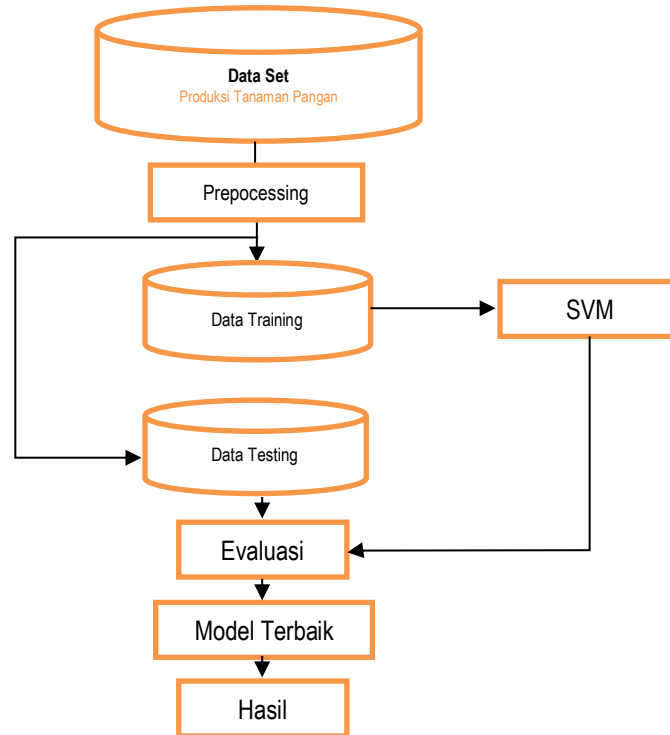 Data Set
Produksi Tanaman Pangan
Prepocessing
Data Training
SVM
Data Testing
Evaluasi
Model Terbaik
Hasil